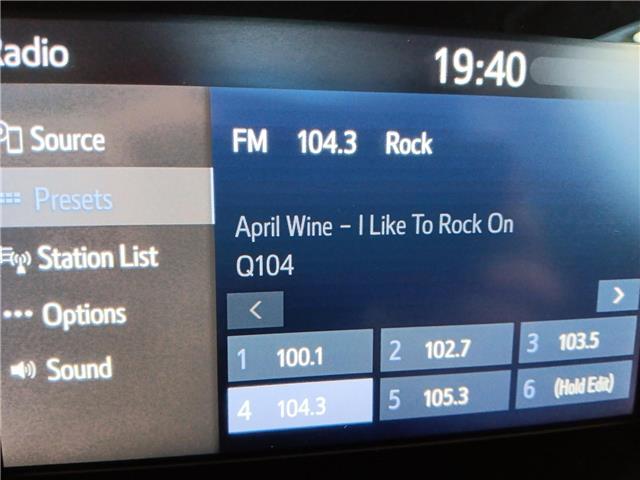 Radio
19:40
Source
Presets
Station List
Options
Sound
FM 104.3 Rock
April Wine – I Like To Rock On
Q104
< >
1 100.1 2 102.7 3 103.5
4 104.3 5 105.3 6 (Hold Edit)